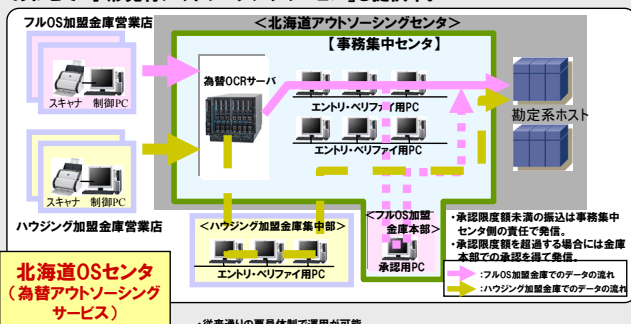 フルOS加盟金庫営業店
＜北海道アウトソーシングセンタ＞
【事務集中センタ】
為替OCRサーバ
スキャナ 制御PC
エントリ・ベリファイ用PC
勘定系ホスト
エントリ・ベリファイ用PC
スキャナ 制御PC
ハウジング加盟金庫営業店
＜ハウジング加盟金庫集中部＞
エントリ・ベリファイ用PC
＜フルOS加盟
金庫本部＞
承認用PC
・承認限度額未満の振込は事務集中
センタ側の責任で発信。
・承認限度額を超過する場合には金庫
本部での承認を得て発信。
:フルOS加盟金庫でのデータの流れ
:ハウジング加盟金庫でのデータの流れ
北海道OSセンタ
（為替アウトソーシング
サービス）